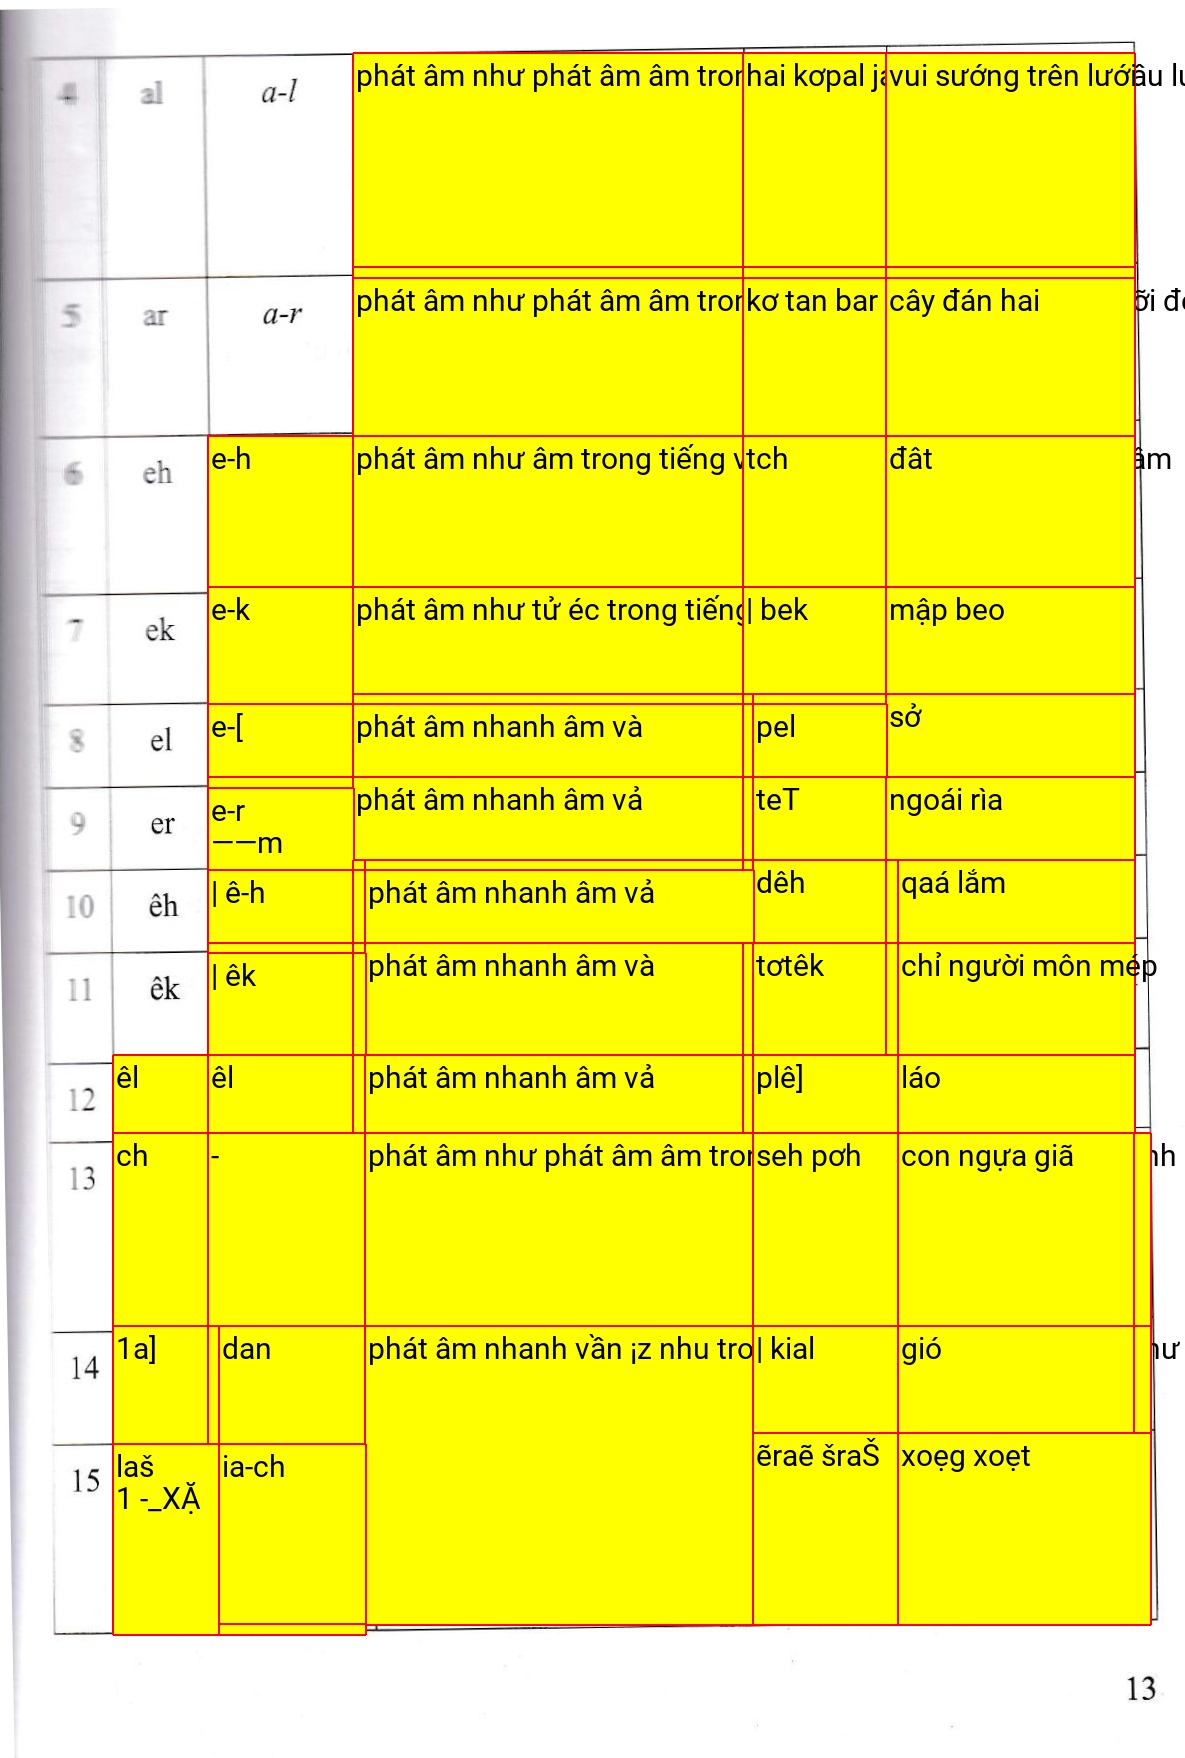 4 al a-l phát âm như phát âm âm tron hai kơpal ja vui sướng trên lướ âu lu
5 ar a-r phát âm như phát âm âm tron kơ tan bar cây đán hai ỡi đ
6 eh e-h phát âm như âm trong tiếng v tch đât âm
7 ek e-k phát âm như tử éc trong tiếng | bek mập beo
8 el e-[ phát âm nhanh âm và pel sở
9 er e-r phát âm nhanh âm vả teT ngoái rìa
——m
10 êh | ê-h phát âm nhanh âm vả dêh qaá lắm
11 êk | êk phát âm nhanh âm và tơtêk chỉ người môn mép
12 êl êl phát âm nhanh âm vả plê] láo
13 ch - phát âm như phát âm âm tron seh pơh con ngựa giã nh
14 1a] dan phát âm nhanh vần ¡z nhu tro | kial gió hư
15 laš ia-ch ẽraẽ šraŠ xoẹg xoẹt
1 -_XẶ
13